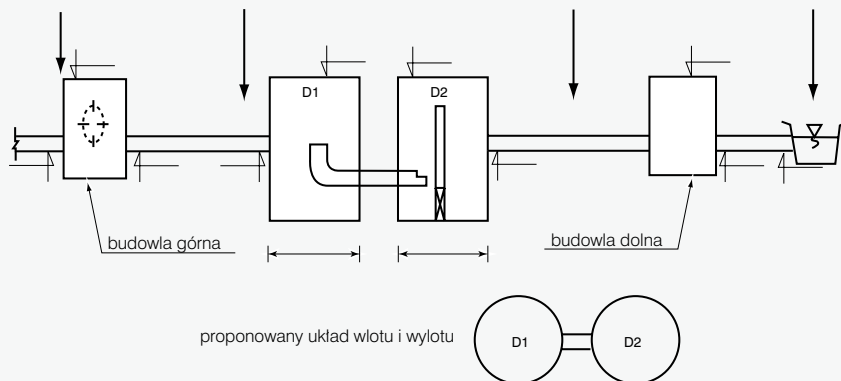 D1
D2
budowla górna
budowla dolna
proponowany układ wlotu i wylotu
D1
D2